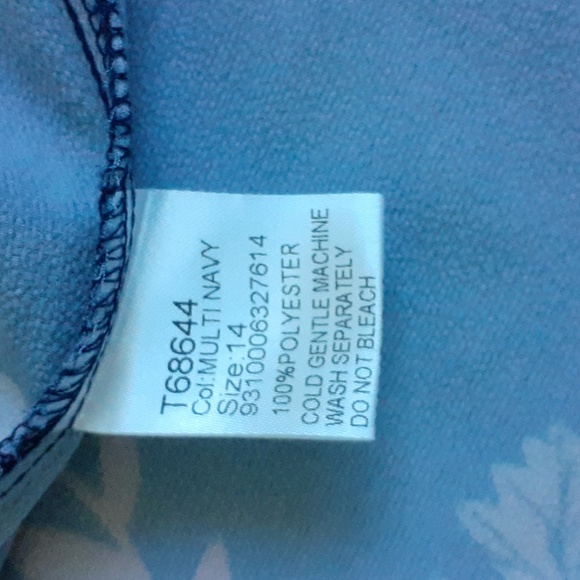 T68644
Col:MULTI NAVY
Size:14
9310006327614
100%POLYESTER
COLD GENTLE MACHINE
WASH SEPARATELY
DO NOT BLEACH